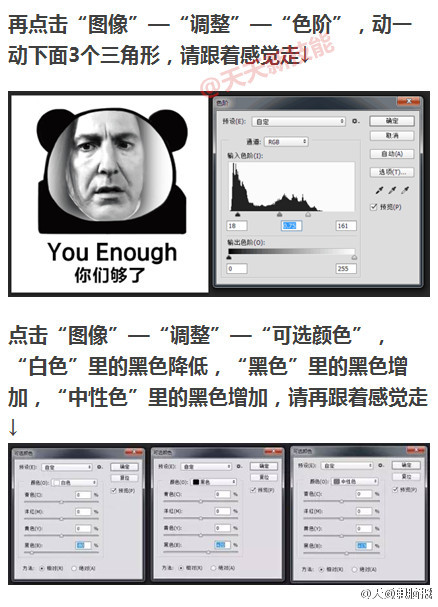 再点击“图像”—“调整”—“色阶”，动一
动下面3个三角形，请跟着感觉走↓
You Enough
你们够了
色阶
预设(E): 自定
通道: RGB
输入色阶(I):
18
0.75
161
输出色阶(O):
0
255
确定
取消
自动(A)
选项(T)...
预览(P)
点击“图像”—“调整”—“可选颜色”，
“白色”里的黑色降低，“黑色”里的黑色增
加，“中性色”里的黑色增加，请再跟着感觉走
↓
可选颜色
预设(E): 自定
颜色(O): 白色
青色(C): 0 %
洋红(M): 0 %
黄色(Y): 0 %
黑色(B): %
方法: 相对(R) 绝对(A)
确定
复位
预览(P)
可选颜色
预设(E): 自定
颜色(O): 黑色
青色(C): 0 %
洋红(M): 0 %
黄色(Y): 0 %
黑色(B): %
方法: 相对(R) 绝对(A)
确定
复位
预览(P)
可选颜色
预设(E): 自定
颜色(O): 中性色
青色(C): 0 %
洋红(M): 0 %
黄色(Y): 0 %
黑色(B): %
方法: 相对(R) 绝对(A)
确定
复位
预览(P)